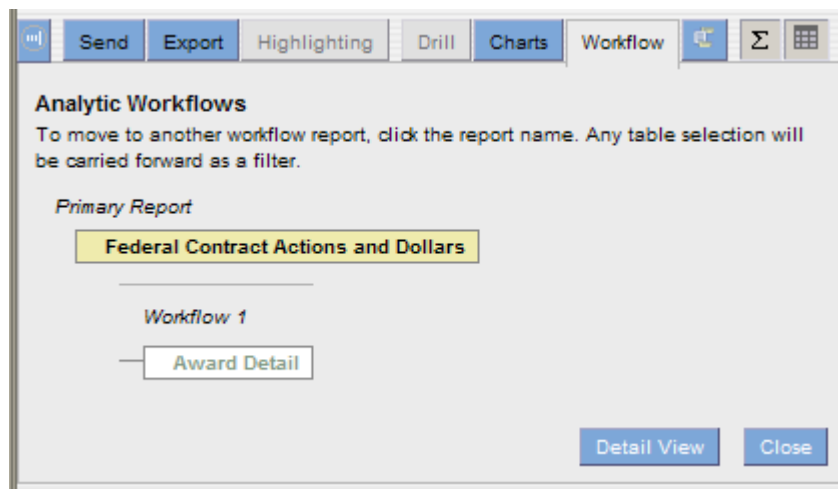 Send Export Highlighting Drill Charts Workflow Σ
Analytic Workflows
To move to another workflow report, click the report name. Any table selection will
be carried forward as a filter.
Primary Report
Federal Contract Actions and Dollars
Workflow 1
Award Detail
Detail View Close